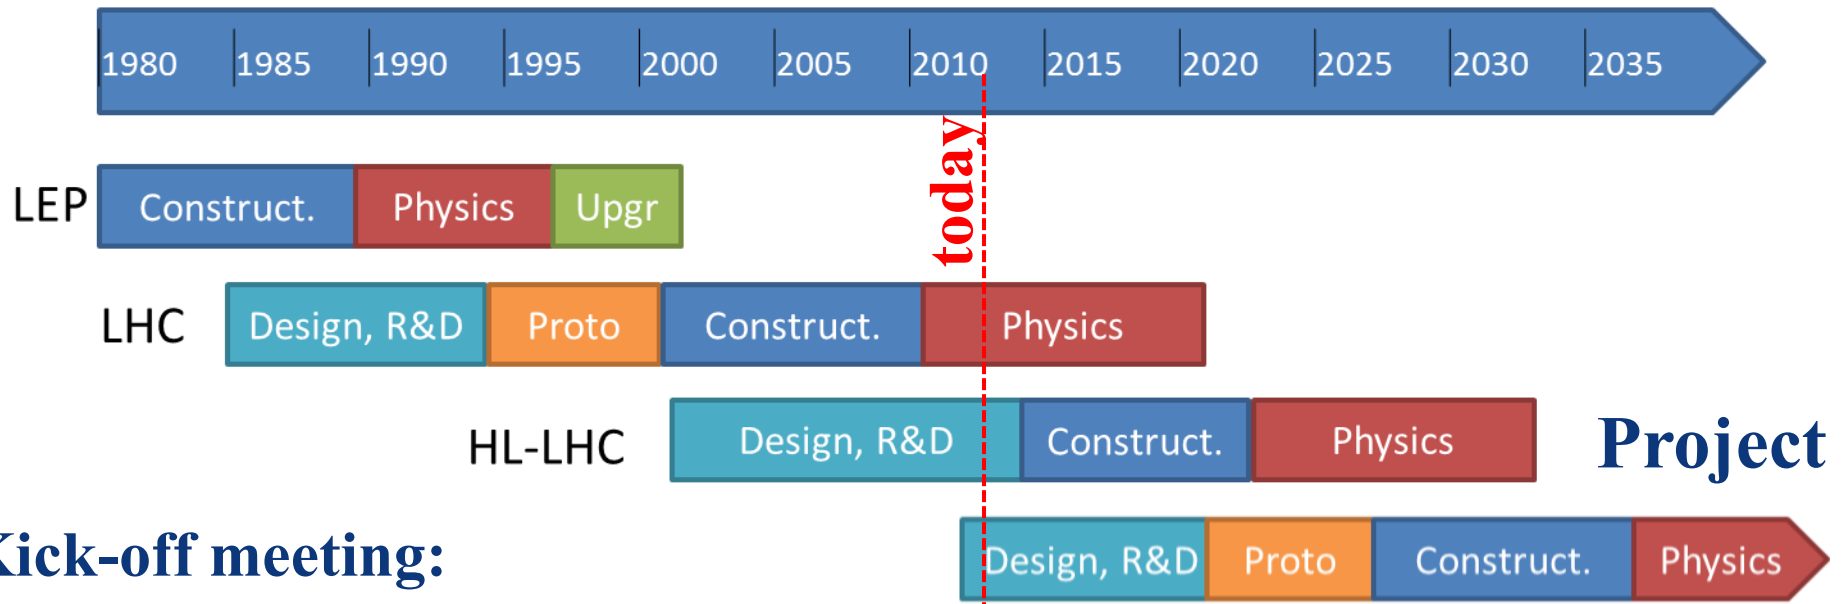 1980 1985 1990 1995 2000 2005 2010 2015 2020 2025 2030 2035
today
LEP Construct. Physics Upgr
LHC Design, R&D Proto Construct. Physics
HL-LHC Design, R&D Construct. Physics Project
Kick-off meeting: Design, R&D Proto Construct. Physics